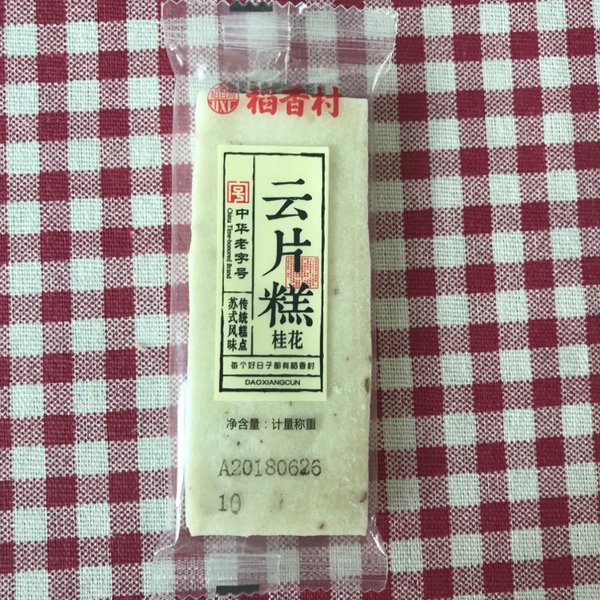 稻香村
云片糕
桂花
号
中华老字号
China Time-honored Brand
传统糕点
苏式风味
每个好日子都有稻香村
DAOXIANGCUN
净含量：计量称重
A20180626
10